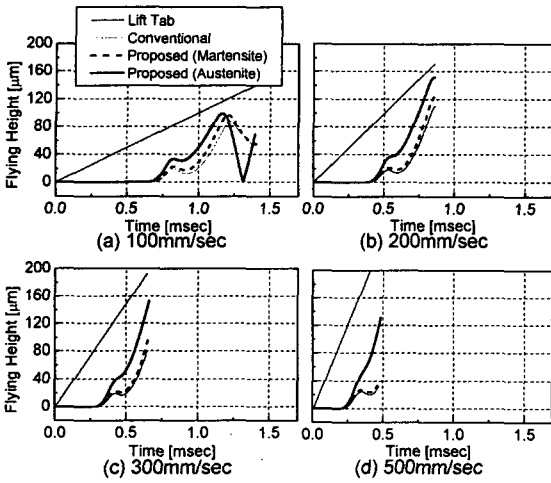 Lift Tab
Conventional
Proposed (Martensite)
Proposed (Austenite)
Flying Height [μm]
200
160
120
80
40
0
0.0 0.5 1.0 1.5
Time [msec]
(a) 100mm/sec
0.0 0.5 1.0 1.5
Time [msec]
(b) 200mm/sec
Flying Height [μm]
200
160
120
80
40
0
0.0 0.5 1.0 1.5
Time [msec]
(c) 300mm/sec
0.0 0.5 1.0 1.5
Time [msec]
(d) 500mm/sec